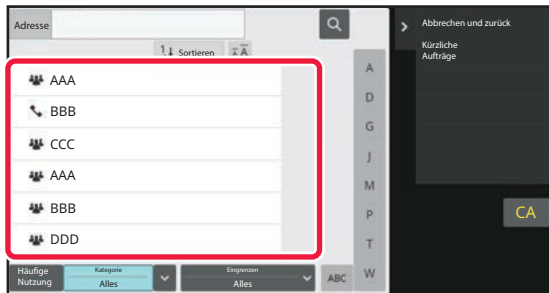 Adresse
Sortieren
AAA
BBB
CCC
AAA
BBB
DDD
A
D
G
J
M
P
T
W
Häufige
Nutzung
Kategorie
Alles
Eingrenzen
Alles
ABC
Abbrechen und zurück
Kürzliche
Aufträge
CA